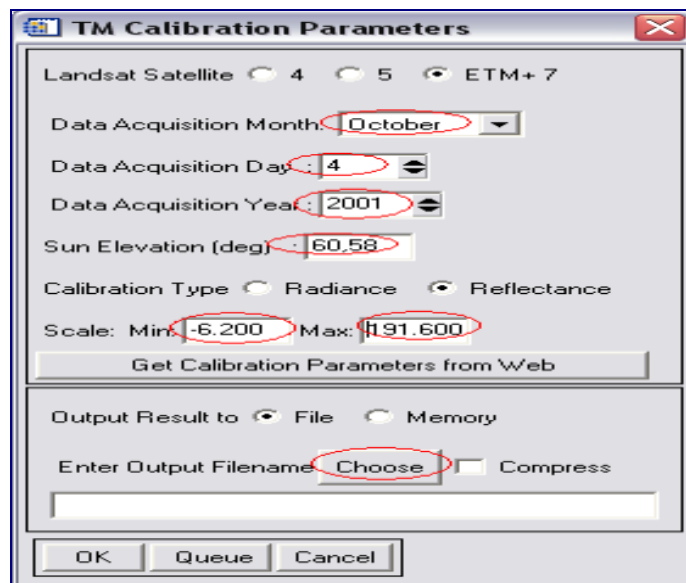 TM Calibration Parameters
Landsat Satellite 4 5 ETM+ 7
Data Acquisition Month: October
Data Acquisition Day : 4
Data Acquisition Year : 2001
Sun Elevation (deg) : 60,58
Calibration Type Radiance Reflectance
Scale: Min: -6.200 Max: 191.600
Get Calibration Parameters from Web
Output Result to File Memory
Enter Output Filename Choose Compress
OK Queue Cancel